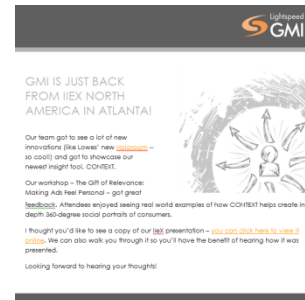 Lightspeed
GMI
GMI IS JUST BACK
FROM IIEX NORTH
AMERICA IN ATLANTA!
Our team got to see a lot of new
innovations (like Lowes' new Holoroom –
so cool!) and got to showcase our
newest insight tool, CONTEXT.
Our workshop – The Gift of Relevance:
Making Ads Feel Personal – got great
feedback. Attendees enjoyed seeing real world examples of how CONTEXT helps create in
depth 360-degree social portraits of consumers.
I thought you'd like to see a copy of our IIeX presentation – you can click here to view it
online. We can also walk you through it so you'll have the benefit of hearing how it was
presented.
Looking forward to hearing your thoughts!